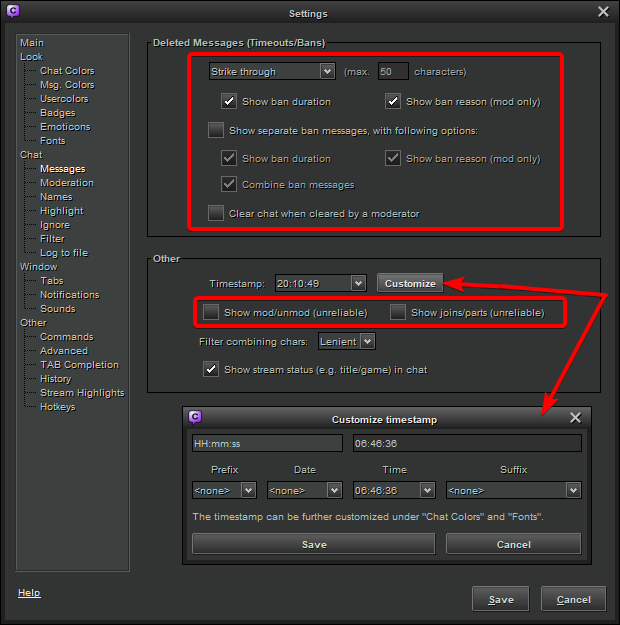 Settings
Main
Look
Chat Colors
Msg. Colors
Usercolors
Badges
Emoticons
Fonts
Chat
Messages
Moderation
Names
Highlight
Ignore
Filter
Log to file
Window
Tabs
Notifications
Sounds
Other
Commands
Advanced
TAB Completion
History
Stream Highlights
Hotkeys
Help
Deleted Messages (Timeouts/Bans)
Strike through (max. 50 characters)
Show ban duration Show ban reason (mod only)
Show separate ban messages, with following options:
Show ban duration Show ban reason (mod only)
Combine ban messages
Clear chat when cleared by a moderator
Other
Timestamp: 20:10:49 Customize
Show mod/unmod (unreliable) Show joins/parts (unreliable)
Filter combining chars: Lenient
Show stream status (e.g. title/game) in chat
Customize timestamp
HH:mm:ss 06:46:36
Prefix Date Time Suffix
<none> <none> 06:46:36 <none>
The timestamp can be further customized under "Chat Colors" and "Fonts".
Save Cancel
Save Cancel